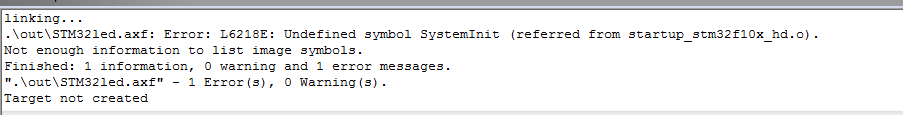 linking...
.\out\STM32led.axf: Error: L6218E: Undefined symbol SystemInit (referred from startup_stm32f10x_hd.o).
Not enough information to list image symbols.
Finished: 1 information, 0 warning and 1 error messages.
".\out\STM32led.axf" - 1 Error(s), 0 Warning(s).
Target not created